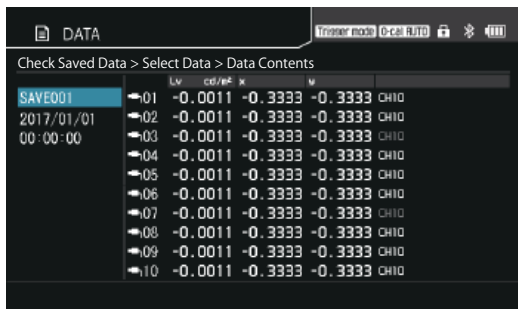 DATA Trigger mode 0-cal AUTO
Check Saved Data > Select Data > Data Contents
Lv cd/m² x y
SAVE001
2017/01/01
00:00:00
01 -0.0011 -0.3333 -0.3333 CH10
02 -0.0011 -0.3333 -0.3333 CH10
03 -0.0011 -0.3333 -0.3333 CH10
04 -0.0011 -0.3333 -0.3333 CH10
05 -0.0011 -0.3333 -0.3333 CH10
06 -0.0011 -0.3333 -0.3333 CH10
07 -0.0011 -0.3333 -0.3333 CH10
08 -0.0011 -0.3333 -0.3333 CH10
09 -0.0011 -0.3333 -0.3333 CH10
10 -0.0011 -0.3333 -0.3333 CH10